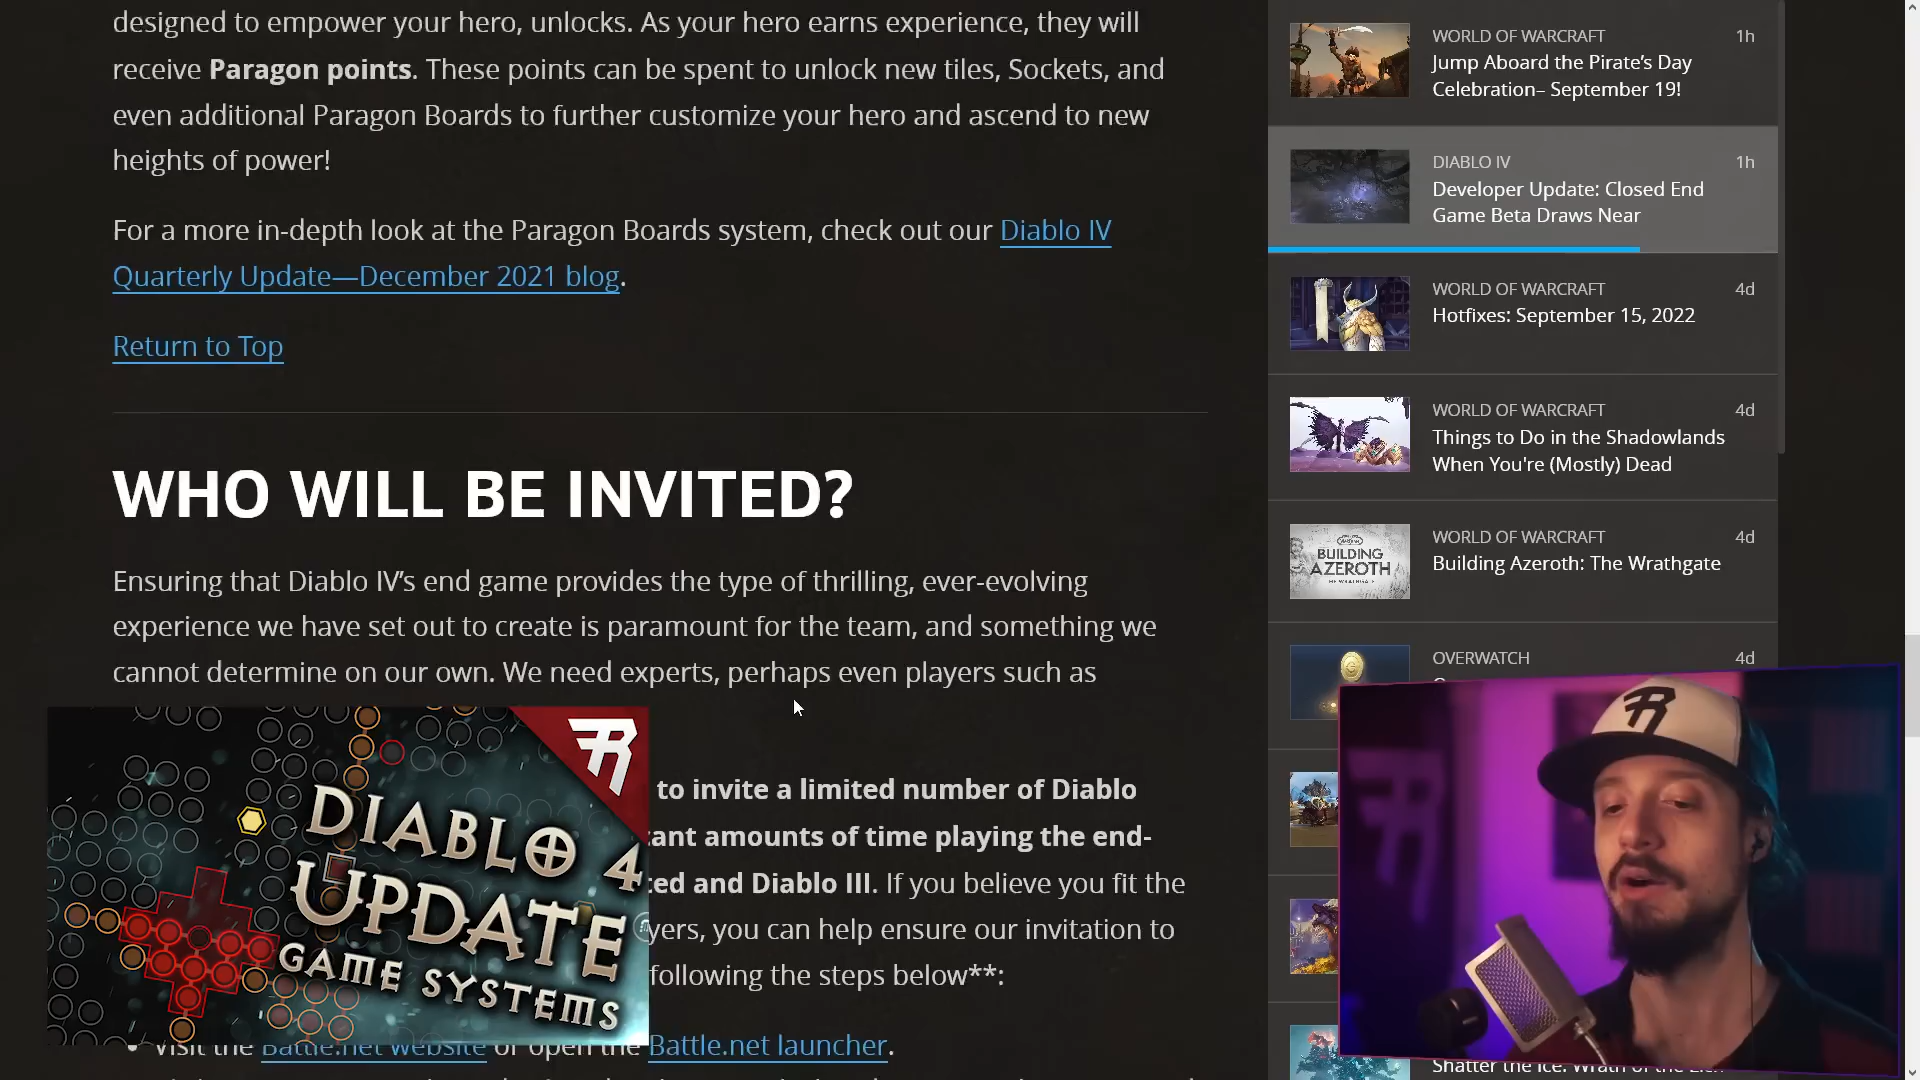 designed to empower your hero, unlocks. As your hero earns experience, they will
receive Paragon points. These points can be spent to unlock new tiles, Sockets, and
even additional Paragon Boards to further customize your hero and ascend to new
heights of power!
For a more in-depth look at the Paragon Boards system, check out our Diablo IV
Quarterly Update—December 2021 blog.
Return to Top
WHO WILL BE INVITED?
Ensuring that Diablo IV's end game provides the type of thrilling, ever-evolving
experience we have set out to create is paramount for the team, and something we
cannot determine on our own. We need experts, perhaps even players such as
to invite a limited number of Diablo
amounts of time playing the end-
and Diablo III. If you believe you fit the
you can help ensure our invitation to
following the steps below**:
Visit the Battle.net website or open the Battle.net launcher.
DIABLO 4
UPDATE
GAME SYSTEMS
WORLD OF WARCRAFT 1h
Jump Aboard the Pirate's Day
Celebration– September 19!
DIABLO IV 1h
Developer Update: Closed End
Game Beta Draws Near
WORLD OF WARCRAFT 4d
Hotfixes: September 15, 2022
WORLD OF WARCRAFT 4d
Things to Do in the Shadowlands
When You're (Mostly) Dead
BUILDING
AZEROTH
WORLD OF WARCRAFT 4d
Building Azeroth: The Wrathgate
OVERWATCH 4d
Shatter the Ice: Wrath of the